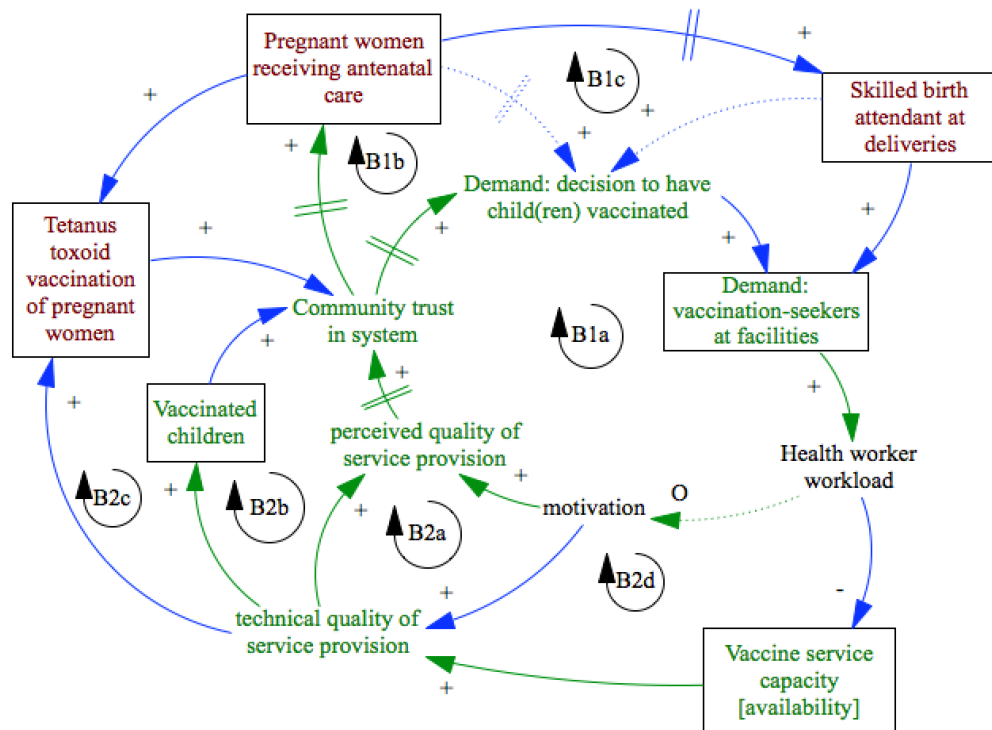 Pregnant women
receiving antenatal
care
+
B1c
+
Skilled birth
attendant at
deliveries
+
+
B1b
+
+
Demand: decision to have
child(ren) vaccinated
Tetanus
toxoid
vaccination
of pregnant
women
+
+
+
+
Demand:
vaccination-seekers
at facilities
Community trust
in system
B1a
+
+
+
+
Vaccinated
children
perceived quality of
service provision
Health worker
workload
B2c
+
B2b
+
B2a
+
motivation
O
B2d
+
-
technical quality of
service provision
Vaccine service
capacity
[availability]
+